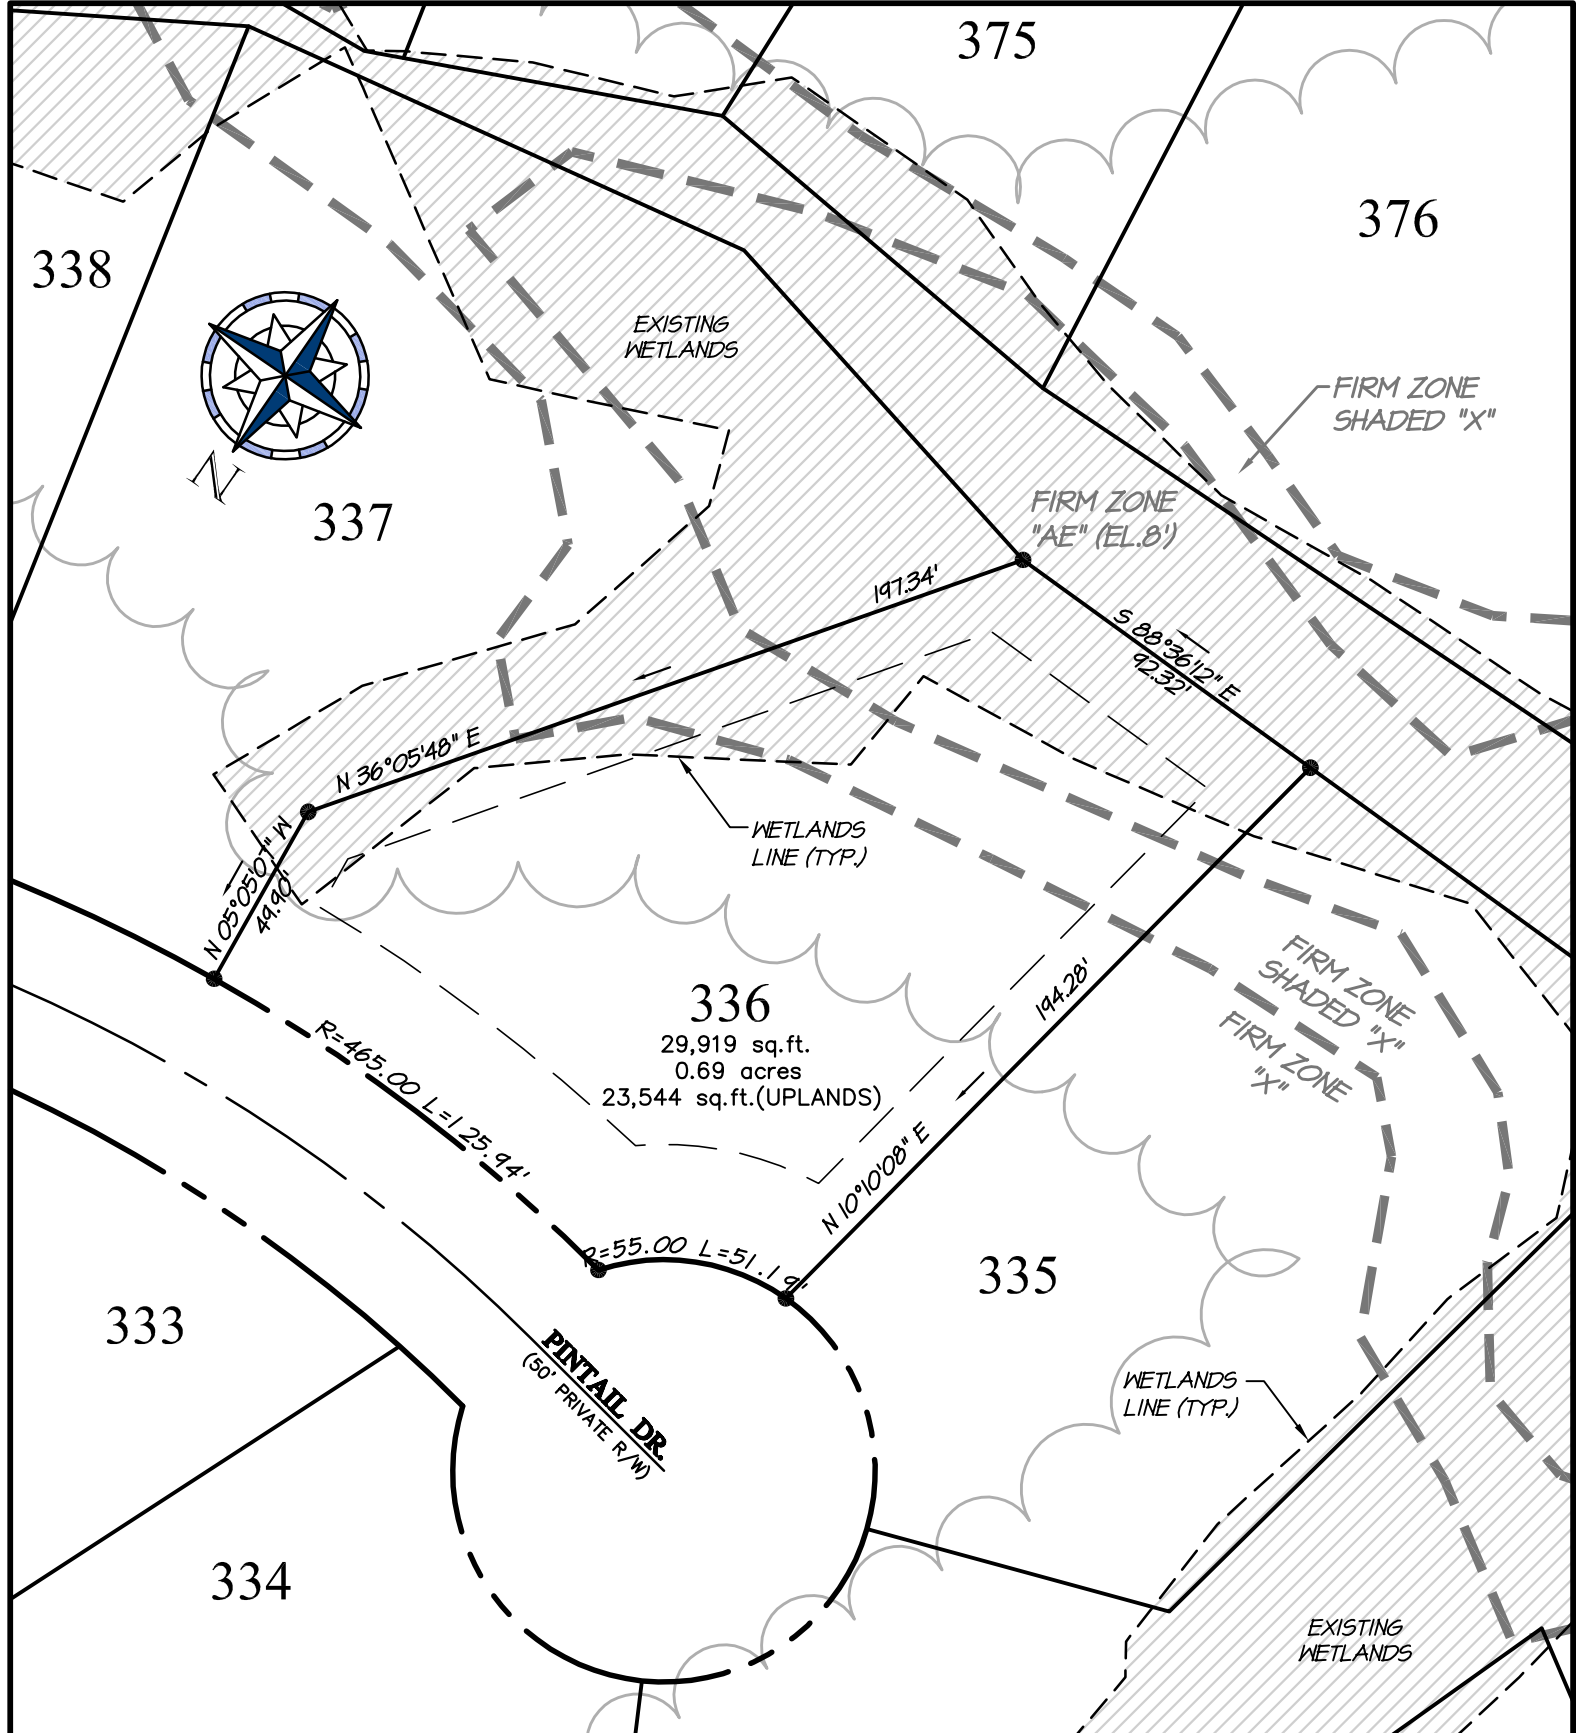 375
376
338
EXISTING
WETLANDS
FIRM ZONE
SHADED "X"
N
337
FIRM ZONE
"AE" (EL.8')
197.34'
S 88°36'12" E
92.32'
N 36°05'48" E
WETLANDS
LINE (TYP.)
N 05°05'07" W
49.90'
336
29,919 sq.ft.
0.69 acres
23,544 sq.ft.(UPLANDS)
194.28'
FIRM ZONE
SHADED "X"
FIRM ZONE
"X"
R=465.00 L=125.94'
N 10°10'08" E
R=55.00 L=51.19'
335
333
PINTAIL DR.
(50' PRIVATE R/W)
WETLANDS
LINE (TYP.)
334
EXISTING
WETLANDS